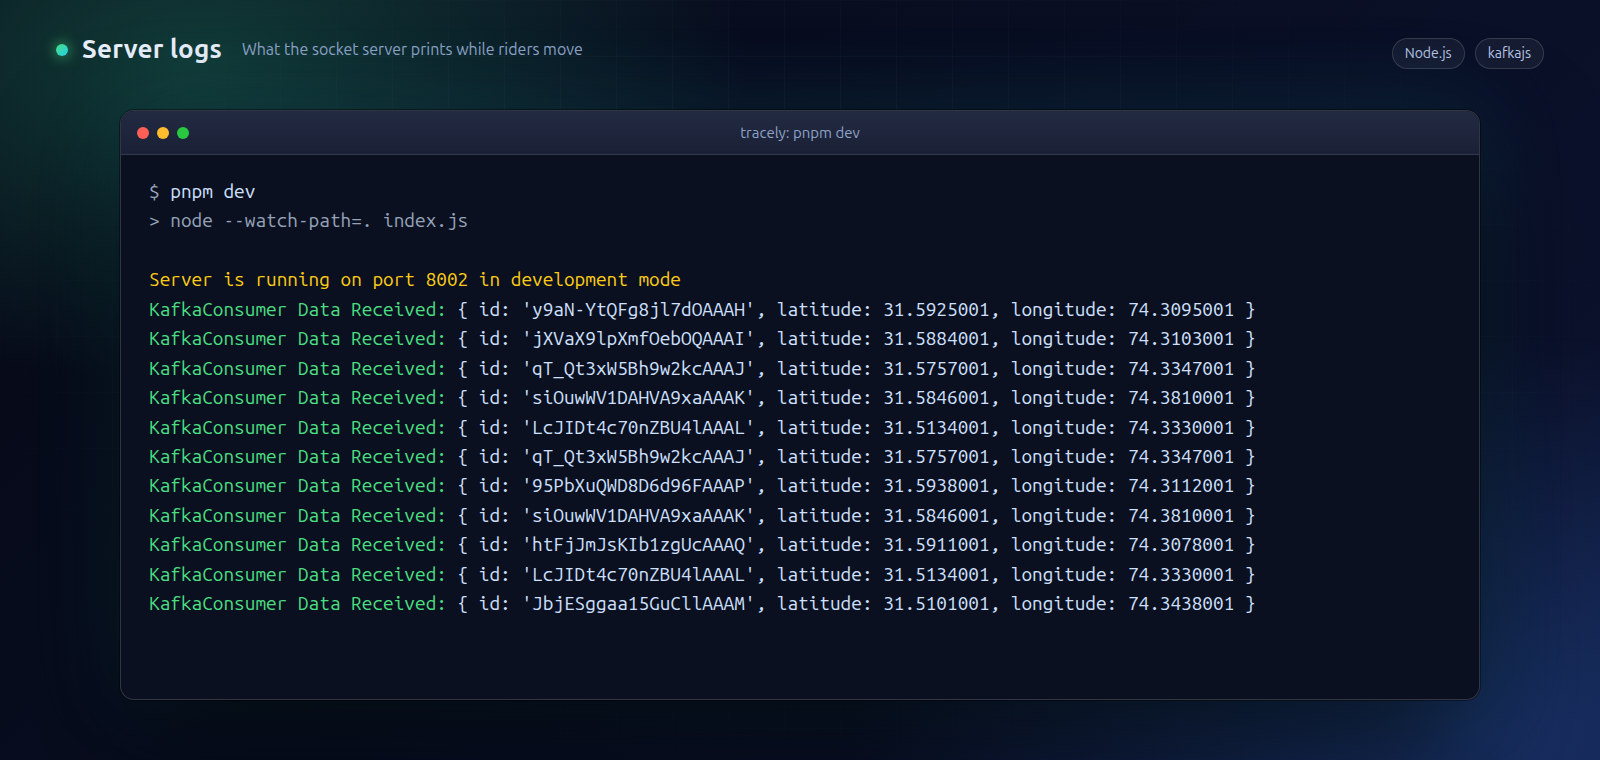 Server logs What the socket server prints while riders move
Node.js kafkajs
tracely: pnpm dev
$ pnpm dev
> node --watch-path=. index.js
Server is running on port 8002 in development mode
KafkaConsumer Data Received: { id: 'y9aN-YtQFg8jl7dOAAAH', latitude: 31.5925001, longitude: 74.3095001 }
KafkaConsumer Data Received: { id: 'jXVaX9lpXmfOebOQAAAI', latitude: 31.5884001, longitude: 74.3103001 }
KafkaConsumer Data Received: { id: 'qT_Qt3xW5Bh9w2kcAAAJ', latitude: 31.5757001, longitude: 74.3347001 }
KafkaConsumer Data Received: { id: 'siOuwWV1DAHVA9xaAAAK', latitude: 31.5846001, longitude: 74.3810001 }
KafkaConsumer Data Received: { id: 'LcJIDt4c70nZBU4lAAAL', latitude: 31.5134001, longitude: 74.3330001 }
KafkaConsumer Data Received: { id: 'qT_Qt3xW5Bh9w2kcAAAJ', latitude: 31.5757001, longitude: 74.3347001 }
KafkaConsumer Data Received: { id: '95PbXuQWD8D6d96FAAAP', latitude: 31.5938001, longitude: 74.3112001 }
KafkaConsumer Data Received: { id: 'siOuwWV1DAHVA9xaAAAK', latitude: 31.5846001, longitude: 74.3810001 }
KafkaConsumer Data Received: { id: 'htFjJmJsKIb1zgUcAAAQ', latitude: 31.5911001, longitude: 74.3078001 }
KafkaConsumer Data Received: { id: 'LcJIDt4c70nZBU4lAAAL', latitude: 31.5134001, longitude: 74.3330001 }
KafkaConsumer Data Received: { id: 'JbjESggaa15GuCllAAAM', latitude: 31.5101001, longitude: 74.3438001 }